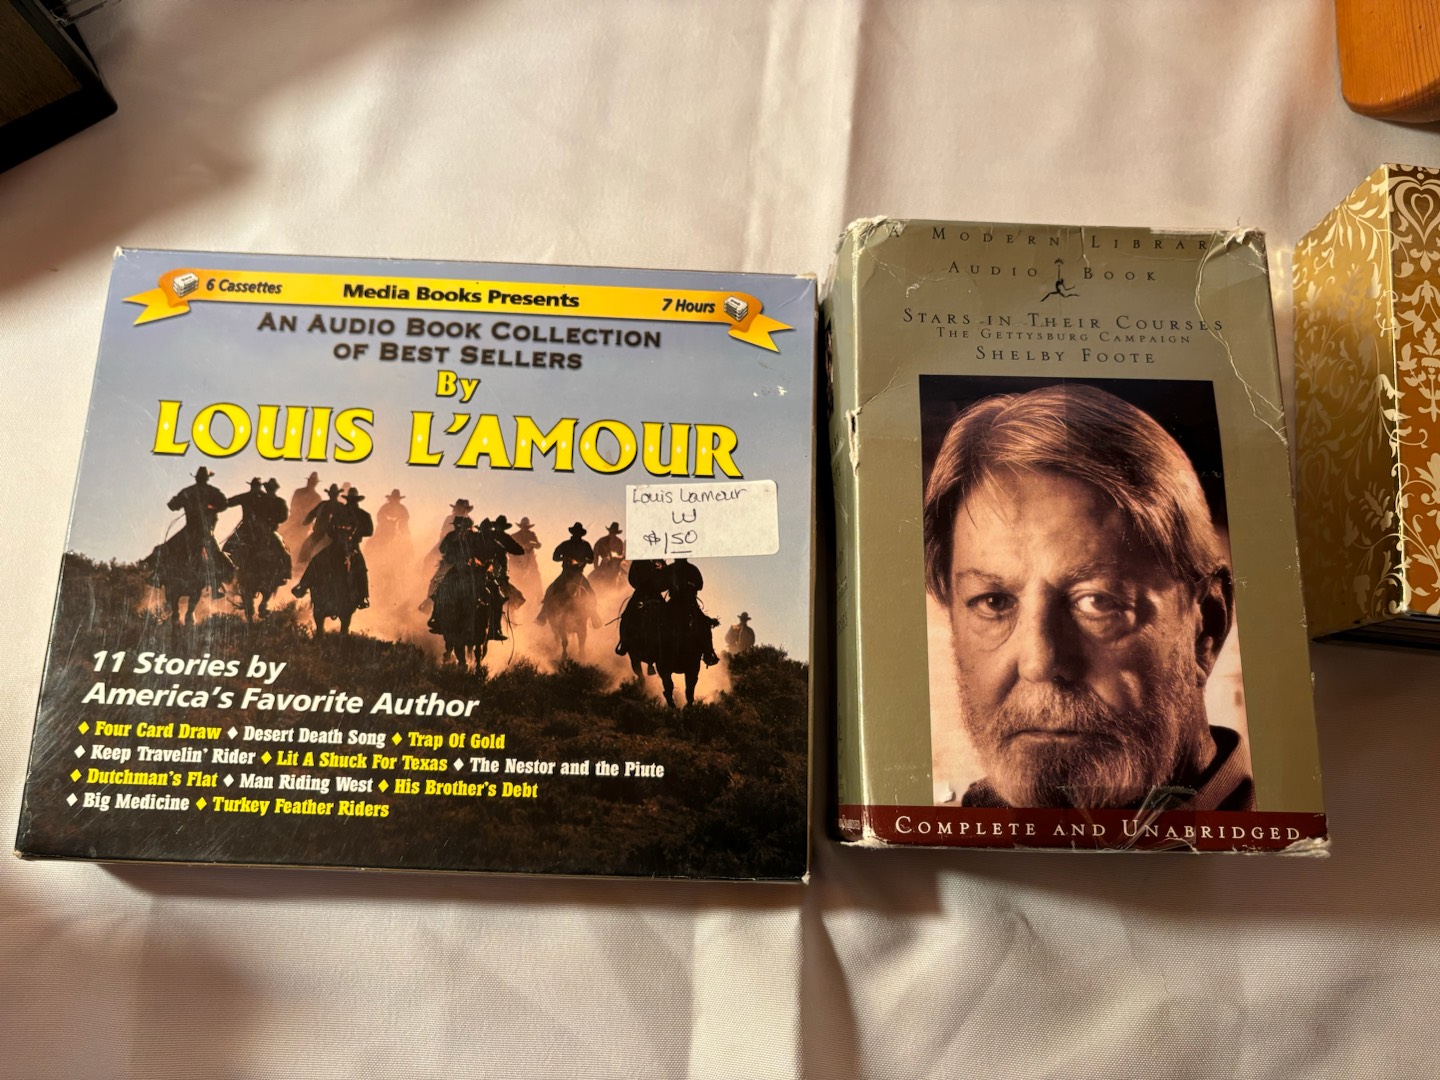 6 Cassettes
Media Books Presents
7 Hours
AN AUDIO BOOK COLLECTION
OF BEST SELLERS
By
LOUIS L'AMOUR
Louis Lamour
W
$1.50
11 Stories by
America's Favorite Author
♦ Four Card Draw ♦ Desert Death Song ♦ Trap Of Gold
♦ Keep Travelin' Rider ♦ Lit A Shuck For Texas ♦ The Nestor and the Piute
♦ Dutchman's Flat ♦ Man Riding West ♦ His Brother's Debt
♦ Big Medicine ♦ Turkey Feather Riders
A MODERN LIBRAR
AUDIO BOOK
STARS IN THEIR COURSES
THE GETTYSBURG CAMPAIGN
SHELBY FOOTE
COMPLETE AND UNABRIDGED